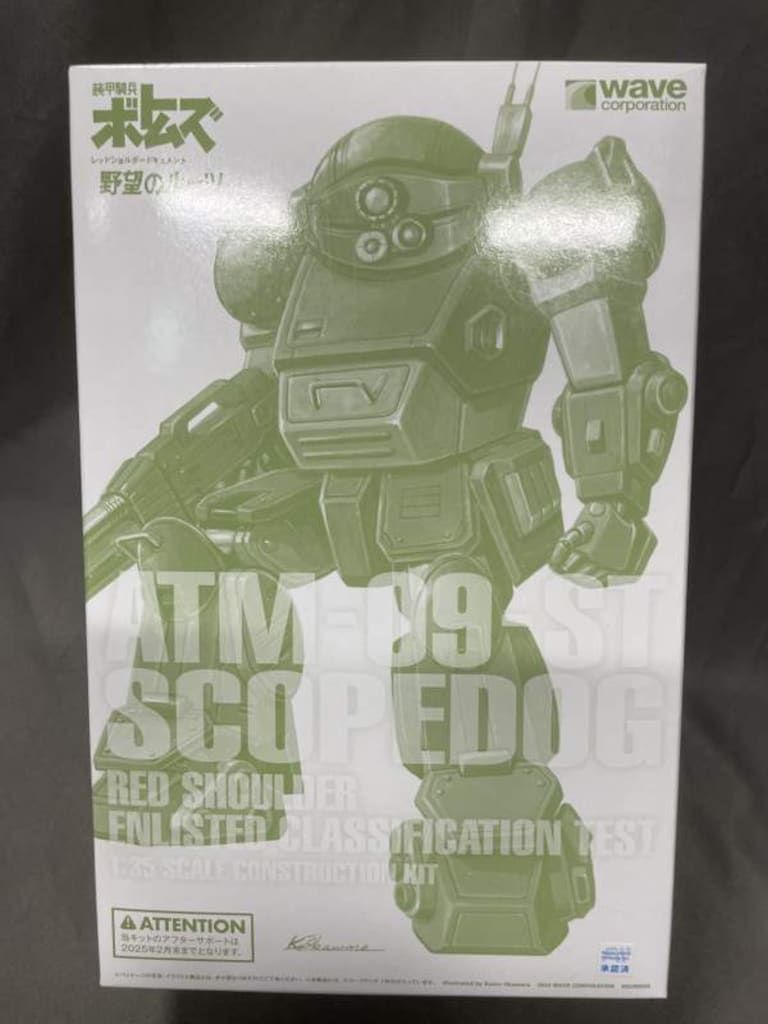 装甲騎兵
ボトムズ
レッドショルダードキュメント
野望のルーツ
wave
corporation
ATM-09-ST
SCOPEDOG
RED SHOULDER
ENLISTED CLASSIFICATION TEST
1:35 SCALE CONSTRUCTION KIT
ATTENTION
当キットのアフターサポートは
2025年2月末までとなります。
承認済